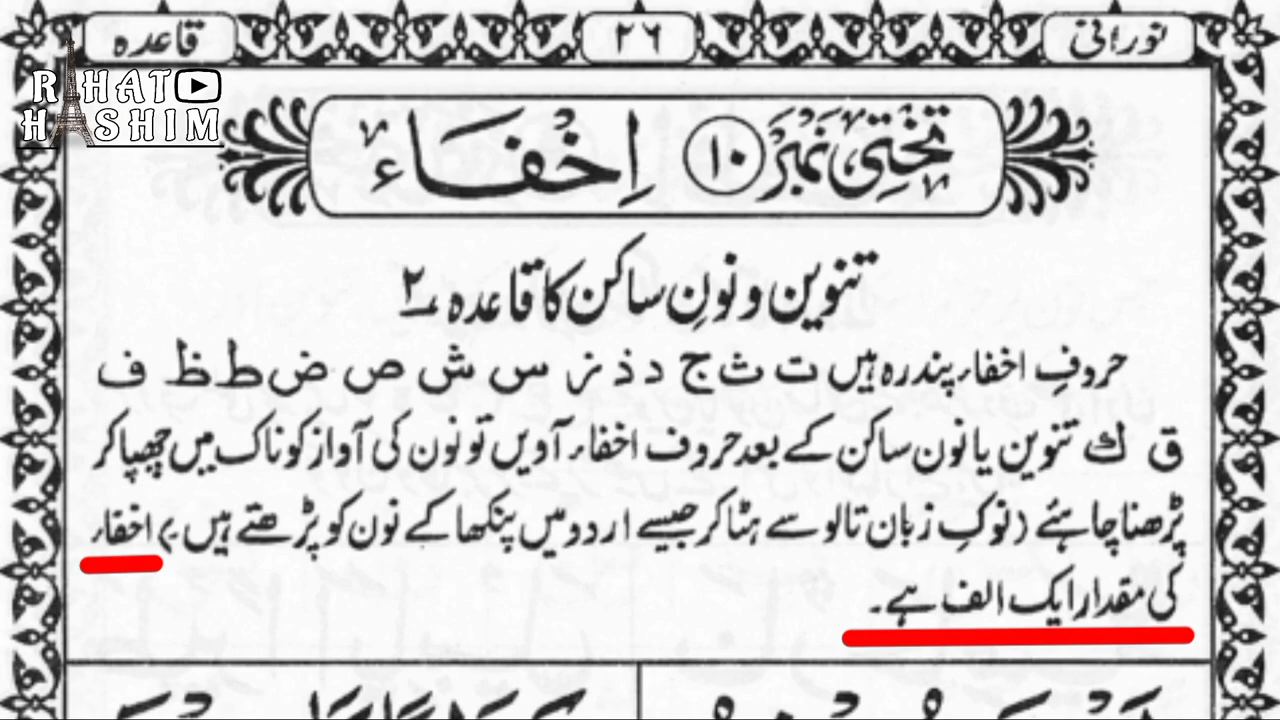 نورانی
۲۶
قاعدہ
RAHAT
HASHIM
تختی نمبر ۱۰ اِخْفَاء
تنوین و نونِ ساکن کا قاعدہ ۲
حروفِ اخفاء پندرہ ہیں ت ث ج د ذ ز س ش ص ض ط ظ ف
ق ك تنوین یا نون ساکن کے بعد حروف اخفاء آویں تو نون کی آواز کو ناک میں چھپا کر
پڑھنا چاہئے (نوکِ زبان تالو سے ہٹا کر جیسے اردو میں پنکھا کے نون کو پڑھتے ہیں۔) اخفاء
کی مقدار ایک الف ہے۔